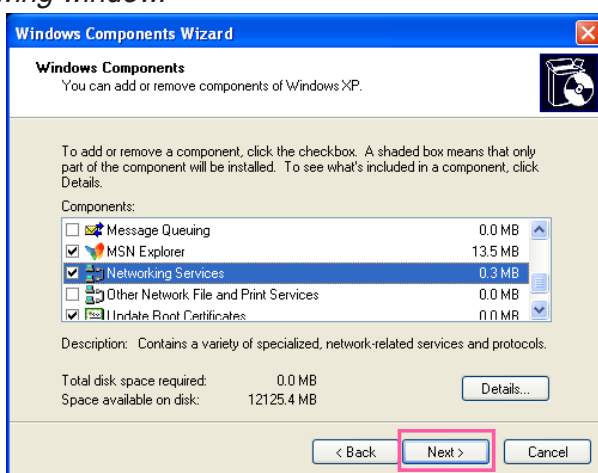 window
Windows Components Wizard
Windows Components
You can add or remove components of Windows XP.
To add or remove a component, click the checkbox. A shaded box means that only
part of the component will be installed. To see what's included in a component, click
Details.
Components:
Message Queuing 0.0 MB
MSN Explorer 13.5 MB
Networking Services 0.3 MB
Other Network File and Print Services 0.0 MB
Update Root Certificates 0.0 MB
Description: Contains a variety of specialized, network-related services and protocols.
Total disk space required: 0.0 MB
Space available on disk: 12125.4 MB
Details...
< Back Next > Cancel